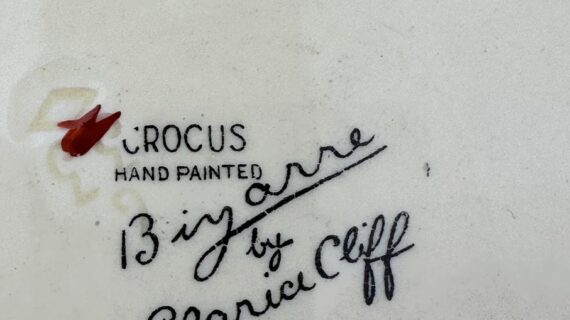 CROCUS
HAND PAINTED
Bizarre
by
Clarice Cliff